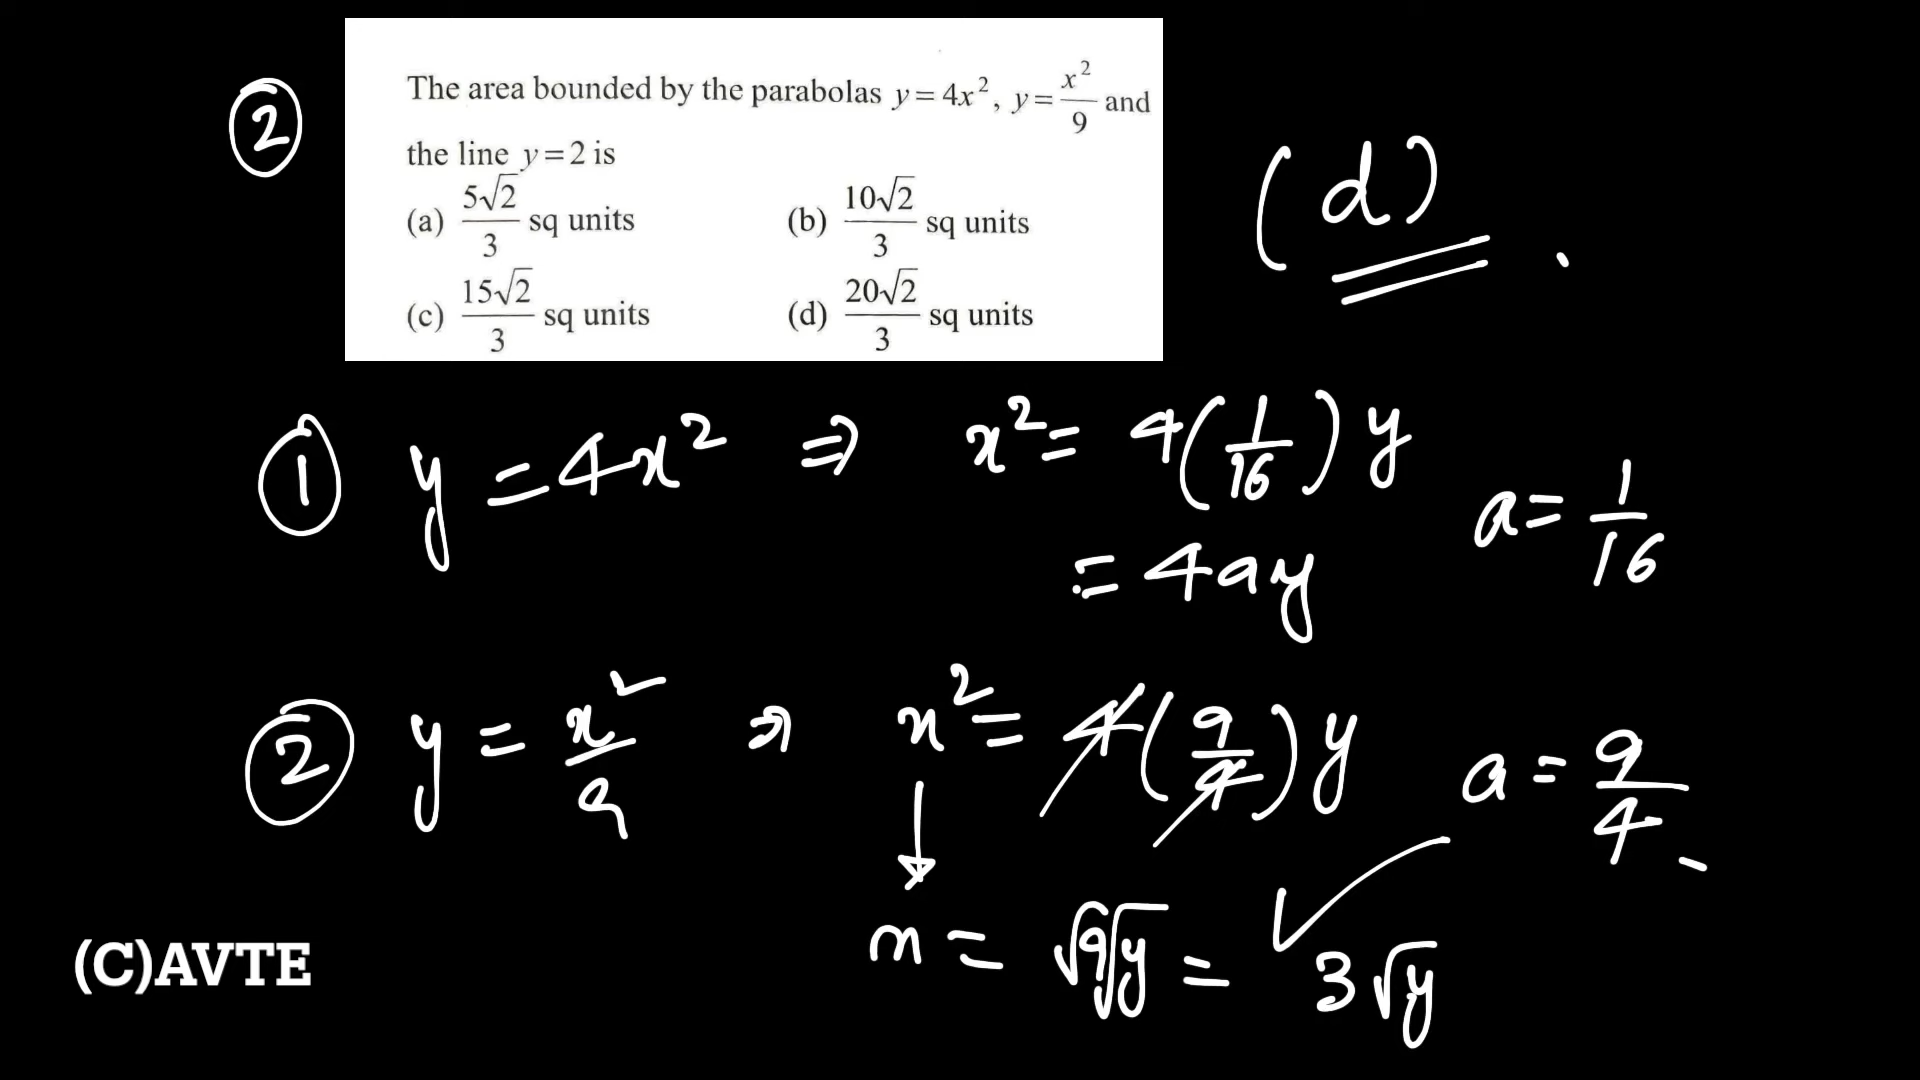 ②
The area bounded by the parabolas y = 4x², y = x²/9 and
the line y = 2 is
(a) 5√2/3 sq units (b) 10√2/3 sq units
(c) 15√2/3 sq units (d) 20√2/3 sq units
(d) .
① y = 4x² ⇒ x² = 4(1/16)y
= 4ay a = 1/16
② y = x²/9 ⇒ x² = 4(9/4)y a = 9/4
x = √9√y = 3√y
(C)AVTE